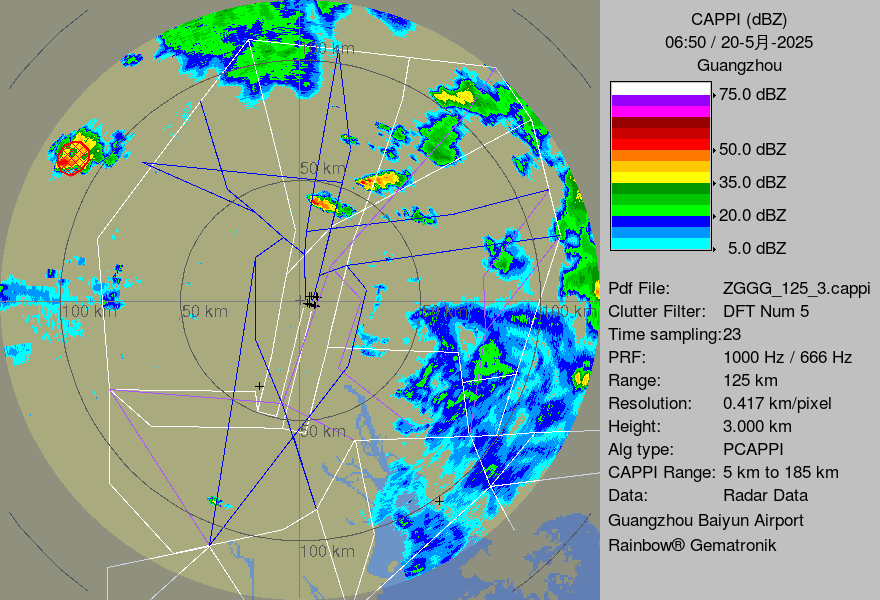 CAPPI (dBZ)
06:50 / 20-5月-2025
Guangzhou
75.0 dBZ
50.0 dBZ
35.0 dBZ
20.0 dBZ
5.0 dBZ
Pdf File: ZGGG_125_3.cappi
Clutter Filter: DFT Num 5
Time sampling:23
PRF: 1000 Hz / 666 Hz
Range: 125 km
Resolution: 0.417 km/pixel
Height: 3.000 km
Alg type: PCAPPI
CAPPI Range: 5 km to 185 km
Data: Radar Data
Guangzhou Baiyun Airport
Rainbow® Gematronik
50 km
100 km
50 km
100 km
50 km
100 km